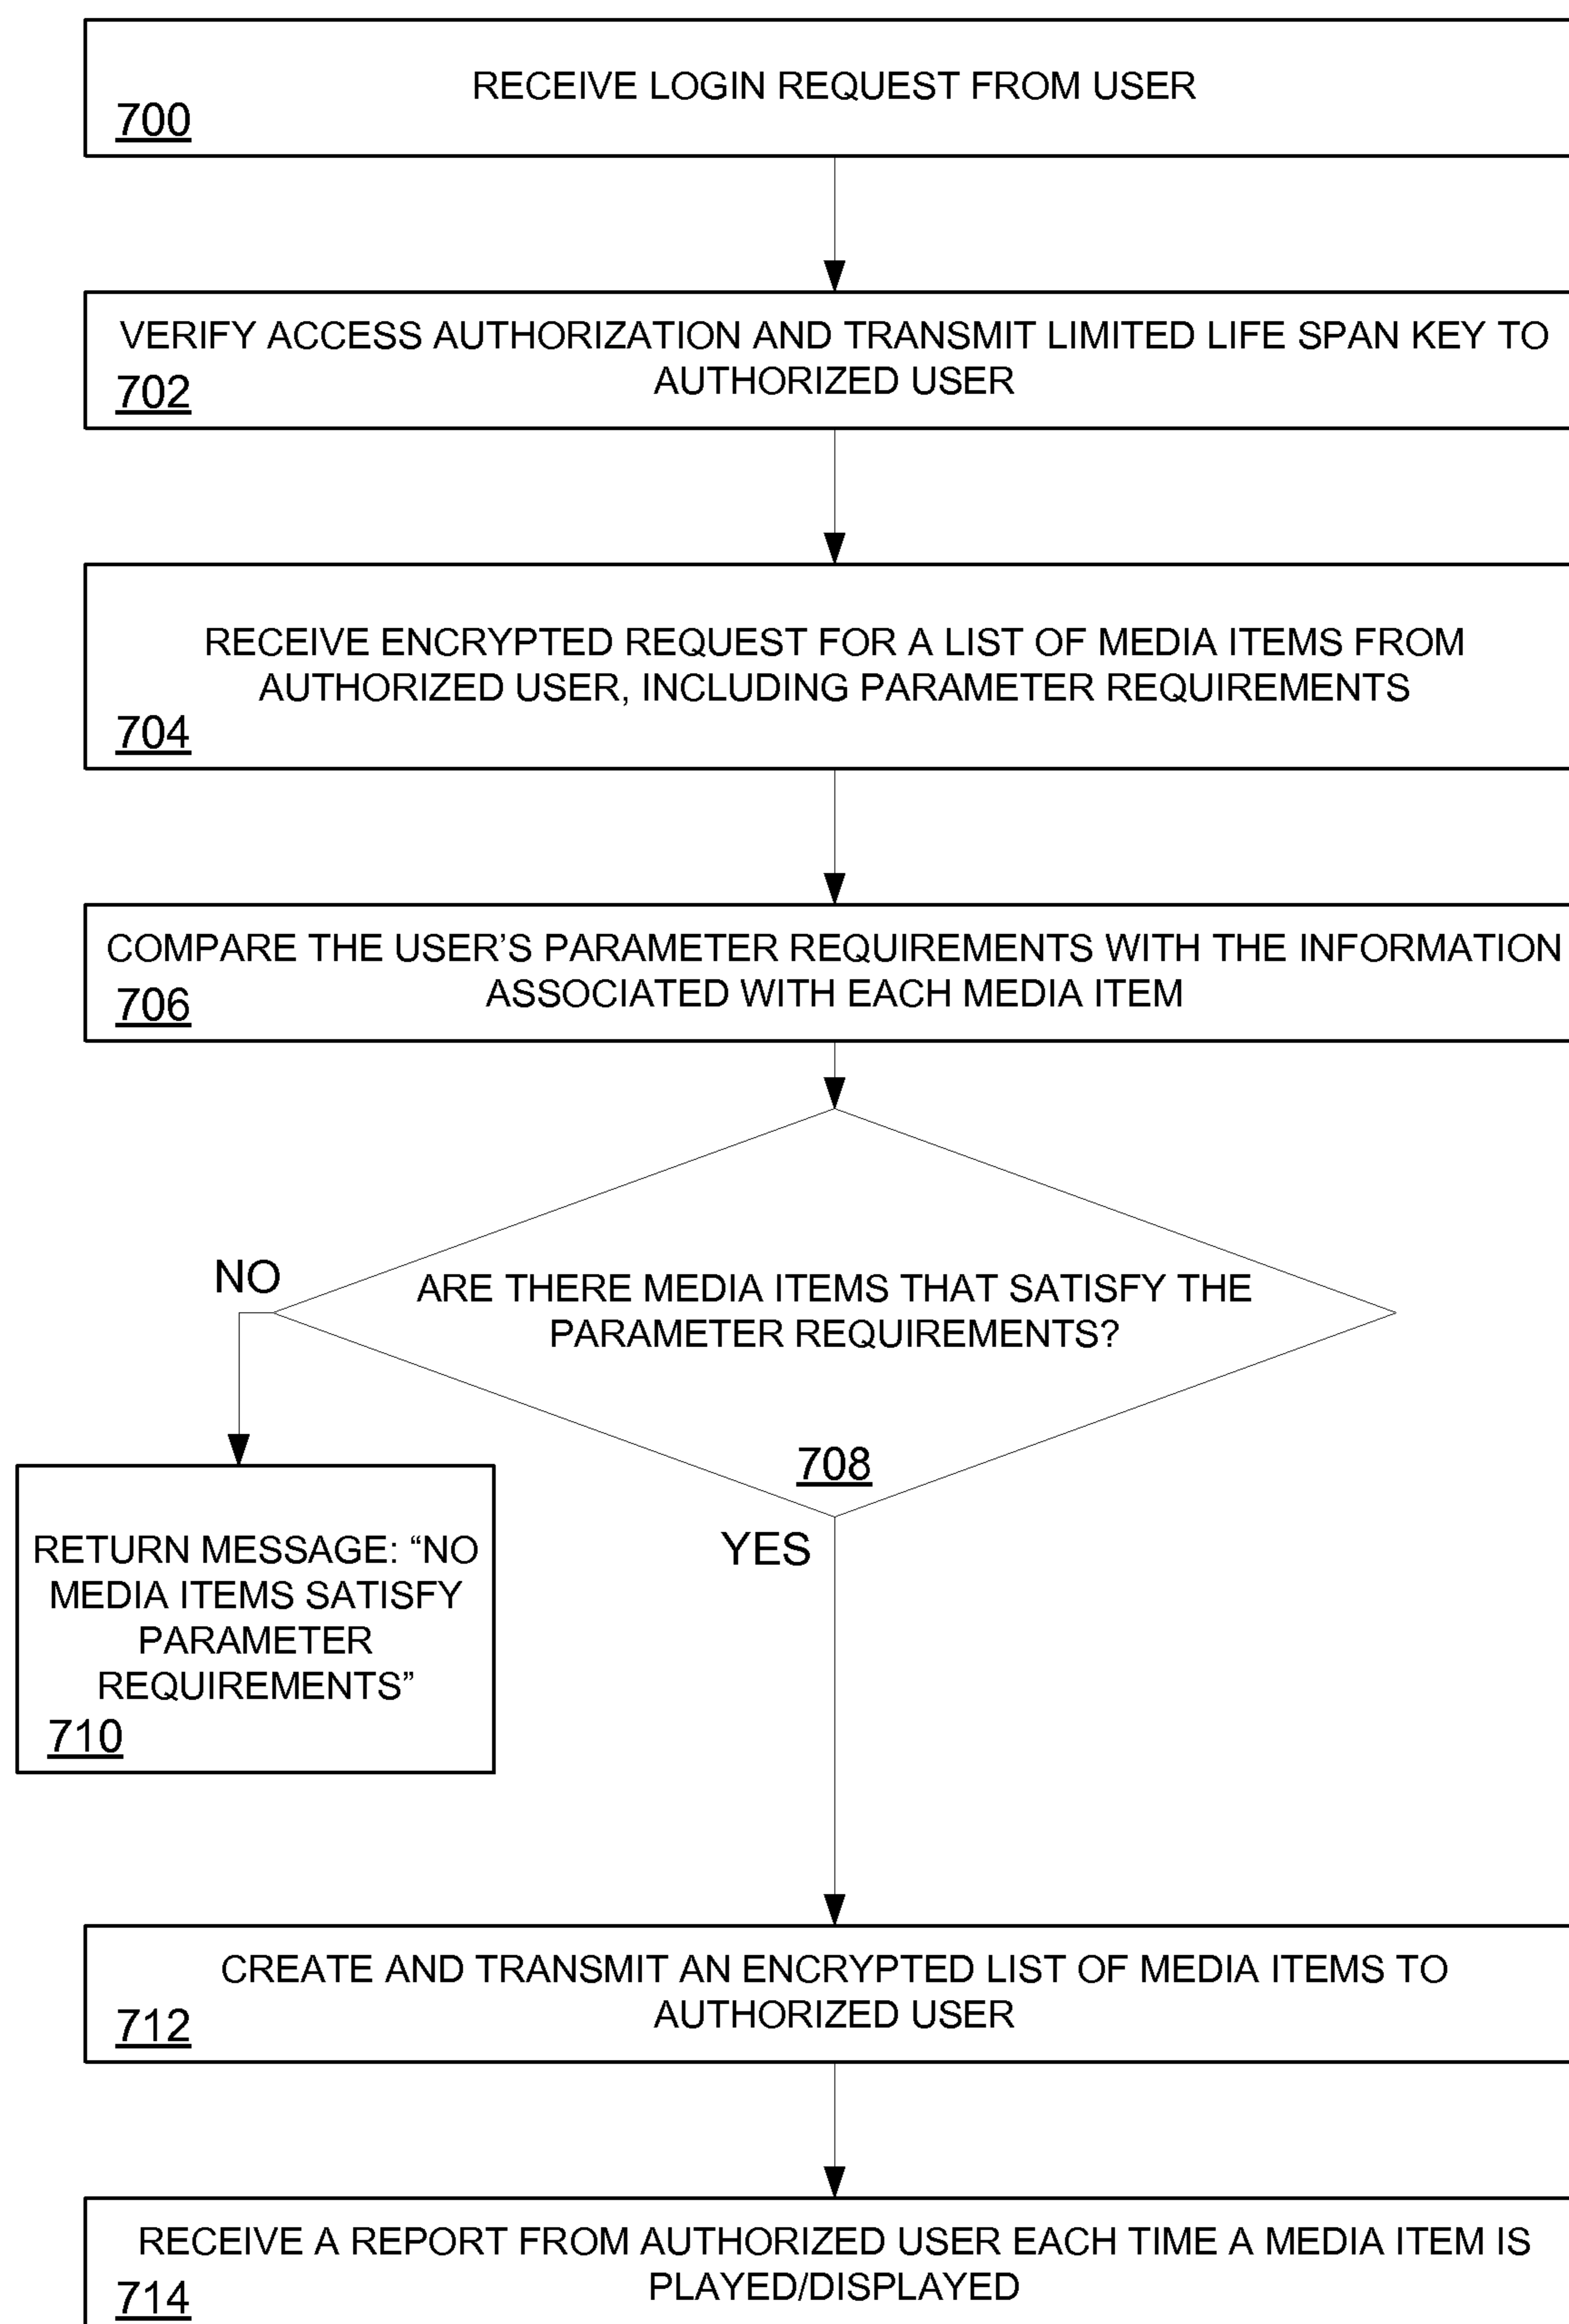 RECEIVE LOGIN REQUEST FROM USER
700
VERIFY ACCESS AUTHORIZATION AND TRANSMIT LIMITED LIFE SPAN KEY TO
AUTHORIZED USER
702
RECEIVE ENCRYPTED REQUEST FOR A LIST OF MEDIA ITEMS FROM
AUTHORIZED USER, INCLUDING PARAMETER REQUIREMENTS
704
COMPARE THE USER’S PARAMETER REQUIREMENTS WITH THE INFORMATION
ASSOCIATED WITH EACH MEDIA ITEM
706
ARE THERE MEDIA ITEMS THAT SATISFY THE
PARAMETER REQUIREMENTS?
708
NO
RETURN MESSAGE: “NO
MEDIA ITEMS SATISFY
PARAMETER
REQUIREMENTS”
710
YES
CREATE AND TRANSMIT AN ENCRYPTED LIST OF MEDIA ITEMS TO
AUTHORIZED USER
712
RECEIVE A REPORT FROM AUTHORIZED USER EACH TIME A MEDIA ITEM IS
PLAYED/DISPLAYED
714